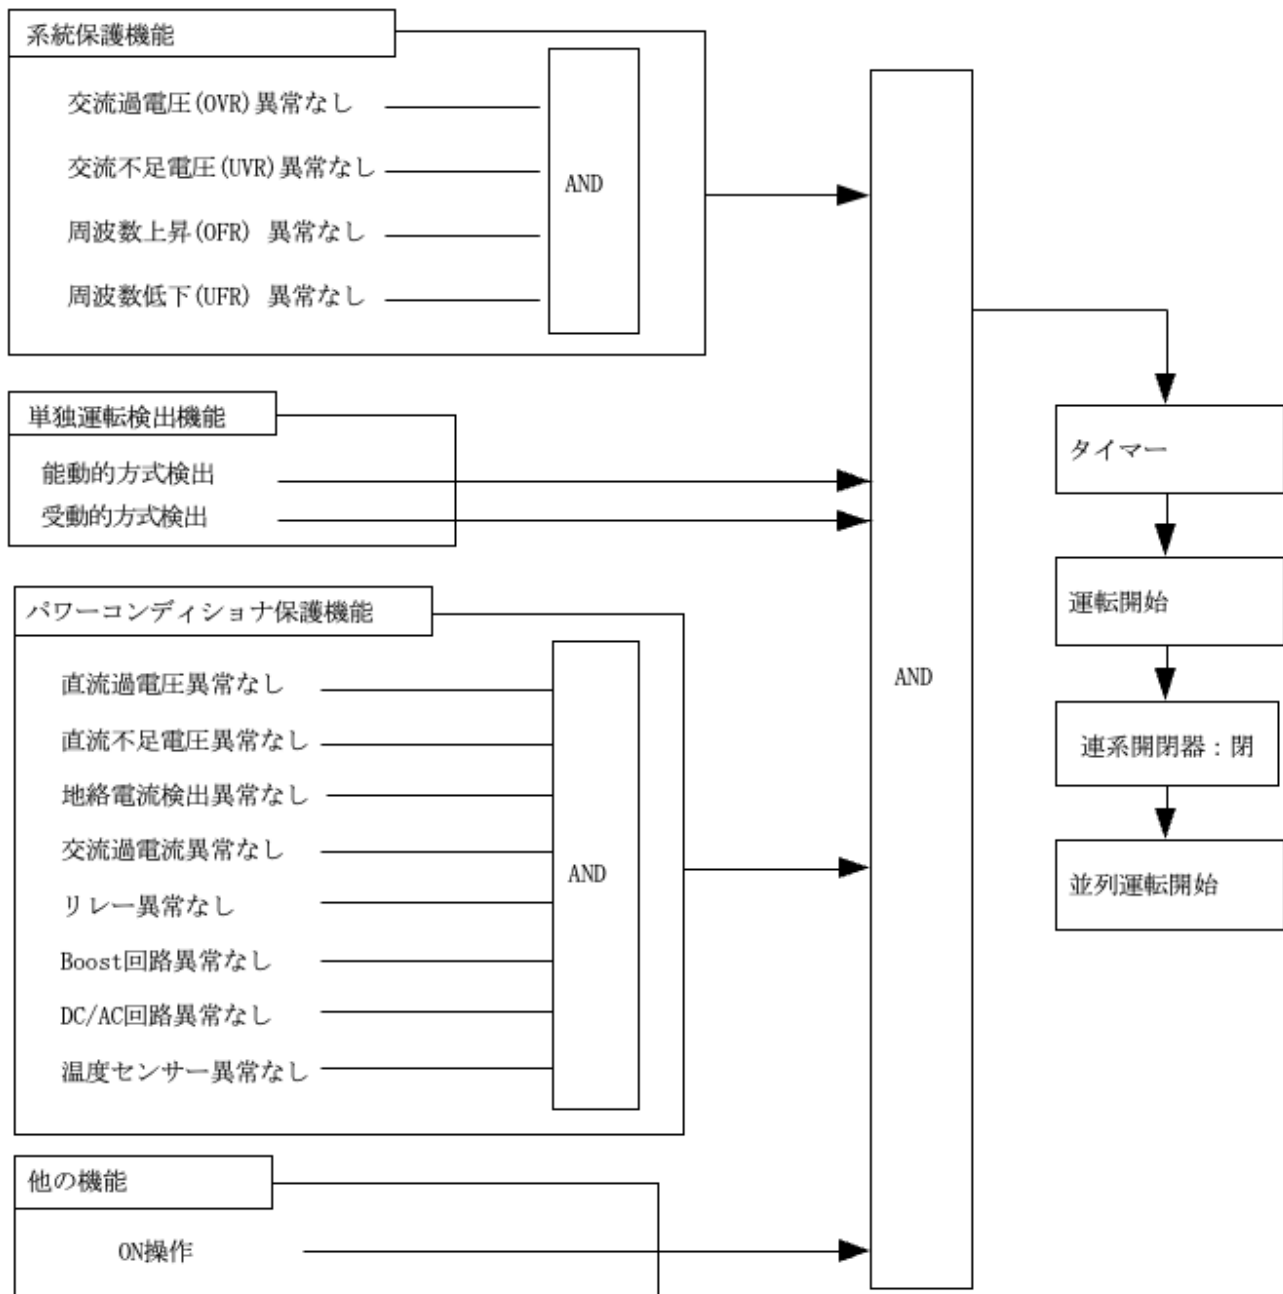 系統保護機能
交流過電圧(OVR)異常なし
交流不足電圧(UVR)異常なし
周波数上昇(OFR) 異常なし
周波数低下(UFR) 異常なし
AND
単独運転検出機能
能動的方式検出
受動的方式検出
パワーコンディショナ保護機能
直流過電圧異常なし
直流不足電圧異常なし
地絡電流検出異常なし
交流過電流異常なし
リレー異常なし
Boost回路異常なし
DC/AC回路異常なし
温度センサー異常なし
AND
他の機能
ON操作
AND
タイマー
運転開始
連系開閉器：閉
並列運転開始